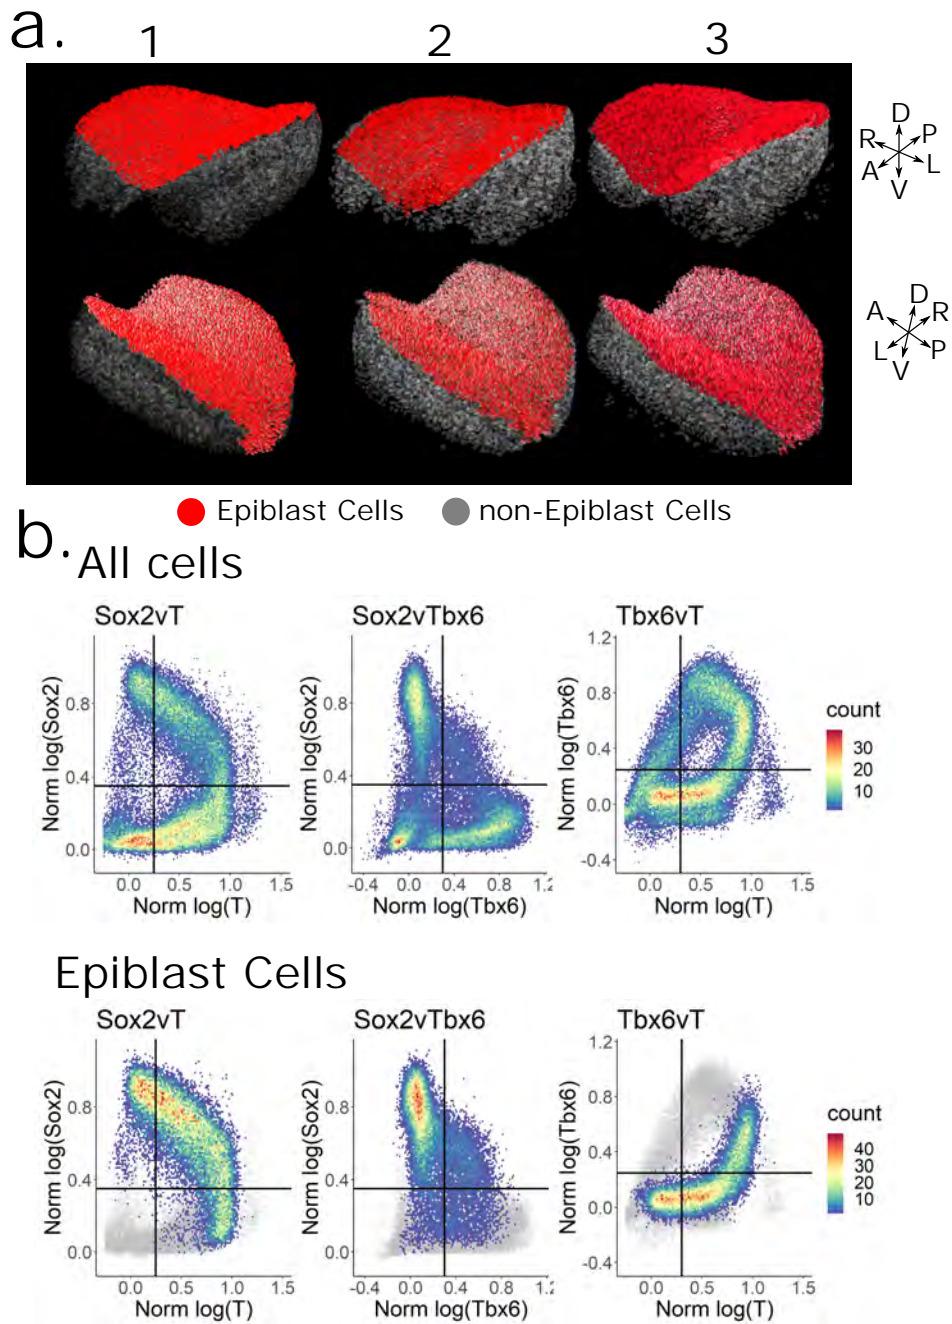 a.
1 2 3
D
R P
A L
V
D
A R
L P
V
Epiblast Cells non-Epiblast Cells
b.
All cells
Sox2vT Sox2vTbx6 Tbx6vT
Norm log(Sox2)
0.8
0.4
0.0
0.0 0.5 1.0 1.5
Norm log(T)
Norm log(Sox2)
0.8
0.4
0.0
-0.4 0.0 0.4 0.8 1.2
Norm log(Tbx6)
Norm log(Tbx6)
1.2
0.8
0.4
0.0
-0.4
0.0 0.5 1.0 1.5
Norm log(T)
count
30
20
10
Epiblast Cells
Sox2vT Sox2vTbx6 Tbx6vT
Norm log(Sox2)
0.8
0.4
0.0
0.0 0.5 1.0 1.5
Norm log(T)
Norm log(Sox2)
0.8
0.4
0.0
-0.4 0.0 0.4 0.8 1.2
Norm log(Tbx6)
Norm log(Tbx6)
1.2
0.8
0.4
0.0
-0.4
0.0 0.5 1.0 1.5
Norm log(T)
count
40
30
20
10